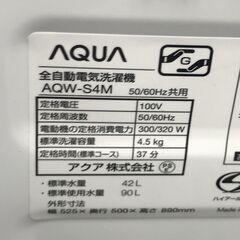 AQUA
G
全自動電気洗濯機
AQW-S4M 50/60Hz共用
定格電圧 100V
定格周波数 50/60Hz
電動機の定格消費電力 300/320 W
標準洗濯容量 4.5 kg
定格時間(標準コース) 37 分
アクア株式会社
・標準水量 42L
・標準使用水量 90L
外形寸法
幅 525×奥行 500×高さ 890mm
Made